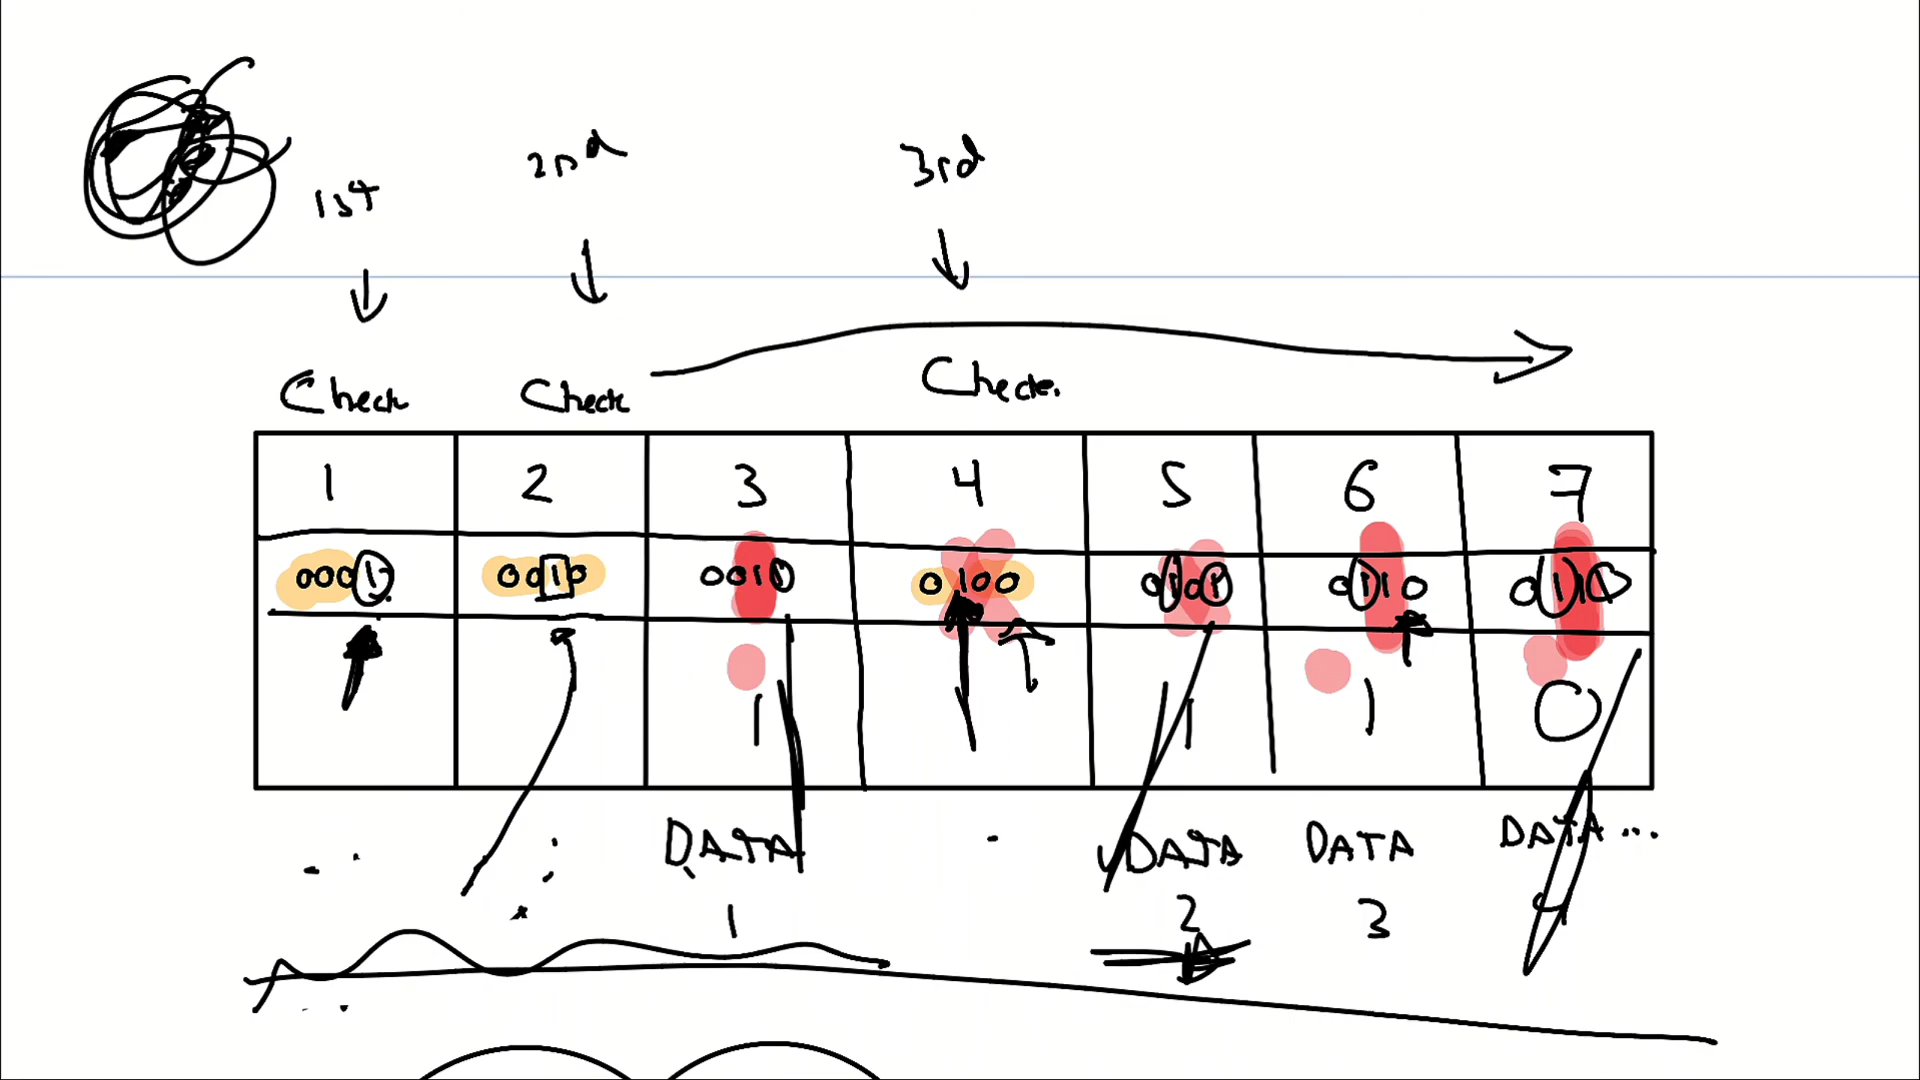 1st 2nd 3rd
Check Check Check.
1 2 3 4 5 6 7
0001 0010 0011 0100 0101 0110 0111
1 1 1 0
DATA DATA DATA DATA...
1 2 3 4